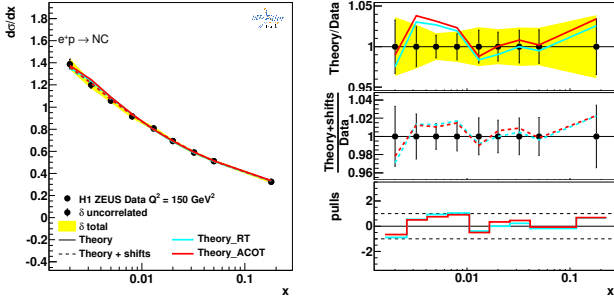 dσ/dx
e⁺p → NC
1.8
1.6
1.4
1.2
1
0.8
0.6
0.4
0.2
0
-0.2
-0.4
H1 ZEUS Data Q² = 150 GeV²
δ uncorrelated
δ total
Theory
Theory + shifts
Theory_RT
Theory_ACOT
0.01
0.1
x
Theory/Data
1.05
1
0.95
Theory+shifts
Data
1.04
1.02
1
0.98
0.96
pulls
2
0
-2
0.01
0.1
x